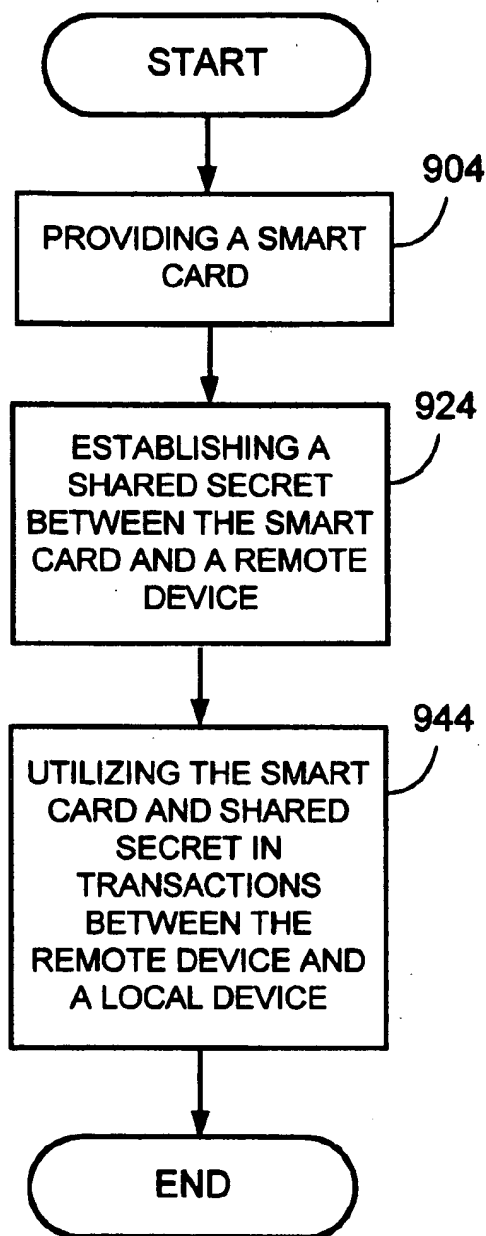 START
904
PROVIDING A SMART
CARD
924
ESTABLISHING A
SHARED SECRET
BETWEEN THE SMART
CARD AND A REMOTE
DEVICE
944
UTILIZING THE SMART
CARD AND SHARED
SECRET IN
TRANSACTIONS
BETWEEN THE
REMOTE DEVICE AND
A LOCAL DEVICE
END